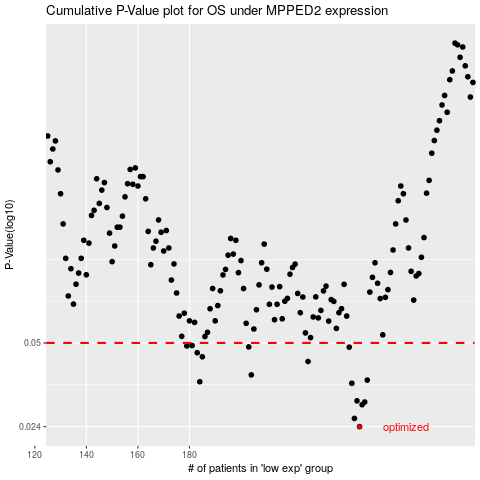 Cumulative P-Value plot for OS under MPPED2 expression
P-Value(log10)
0.05
0.024
optimized
120 140 160 180
# of patients in 'low exp' group